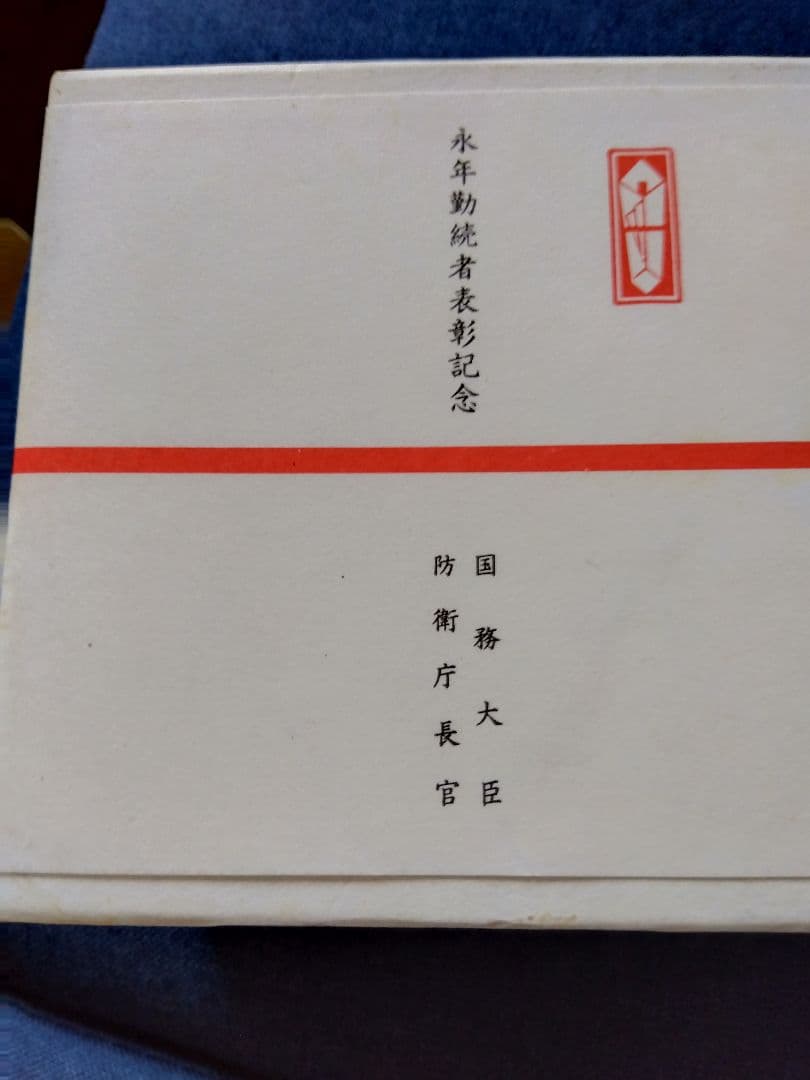 永年勤続者表彰記念
国務大臣
防衛庁長官